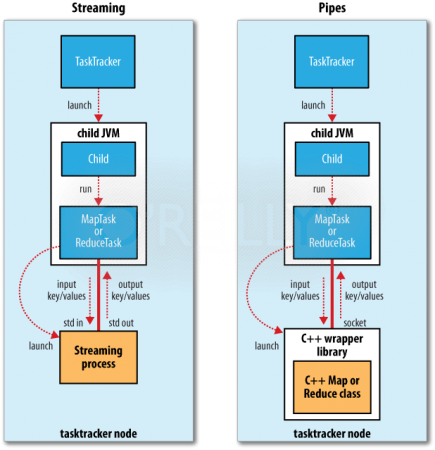 Streaming
TaskTracker
launch
child JVM
Child
run
MapTask
or
ReduceTask
input
key/values
output
key/values
std in
std out
launch
Streaming
process
tasktracker node
Pipes
TaskTracker
launch
child JVM
Child
run
MapTask
or
ReduceTask
input
key/values
output
key/values
socket
launch
C++ wrapper
library
C++ Map or
Reduce class
tasktracker node